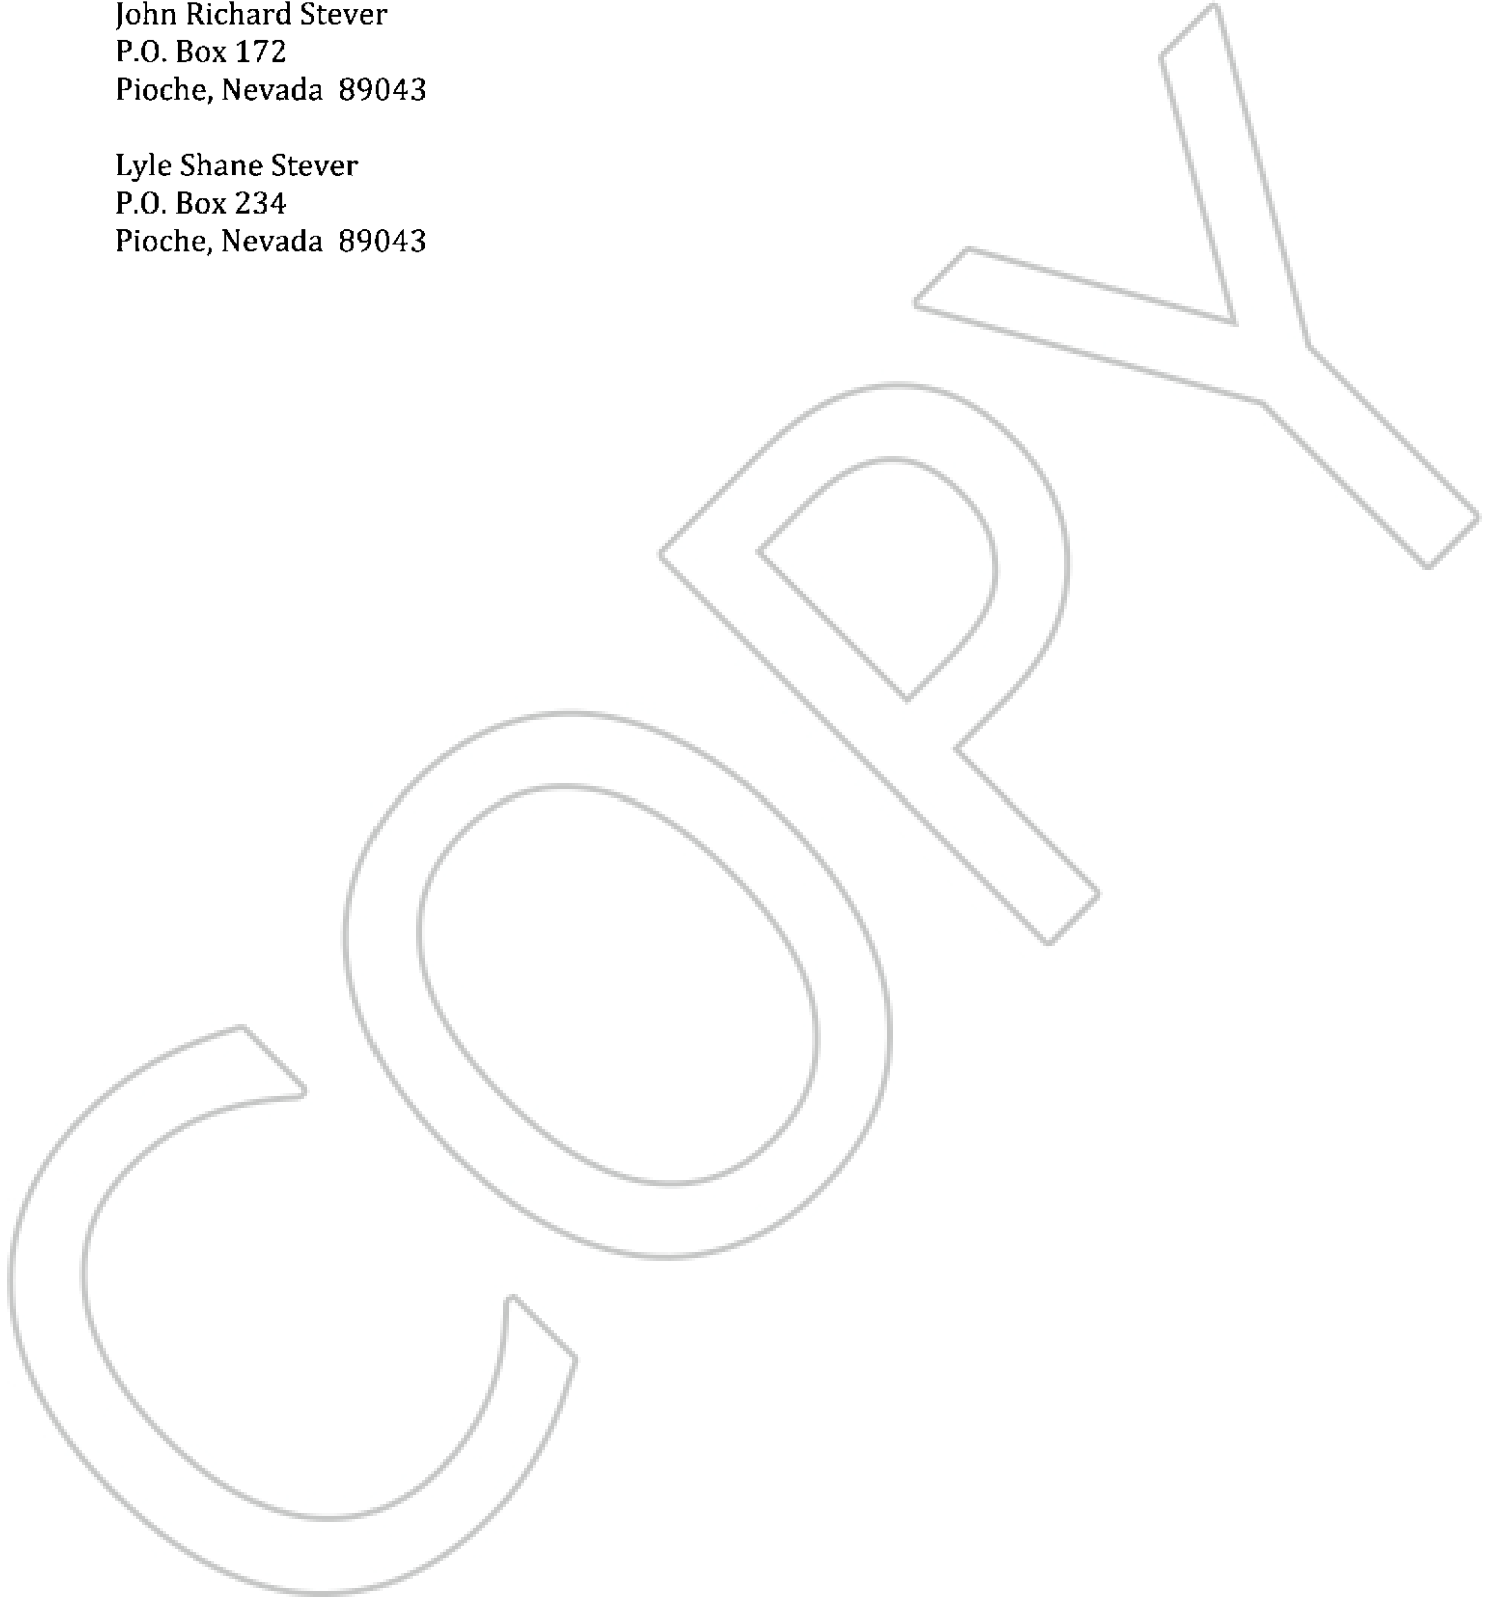 John Richard Stever
P.O. Box 172
Pioche, Nevada  89043
Lyle Shane Stever
P.O. Box 234
Pioche, Nevada  89043
COPY